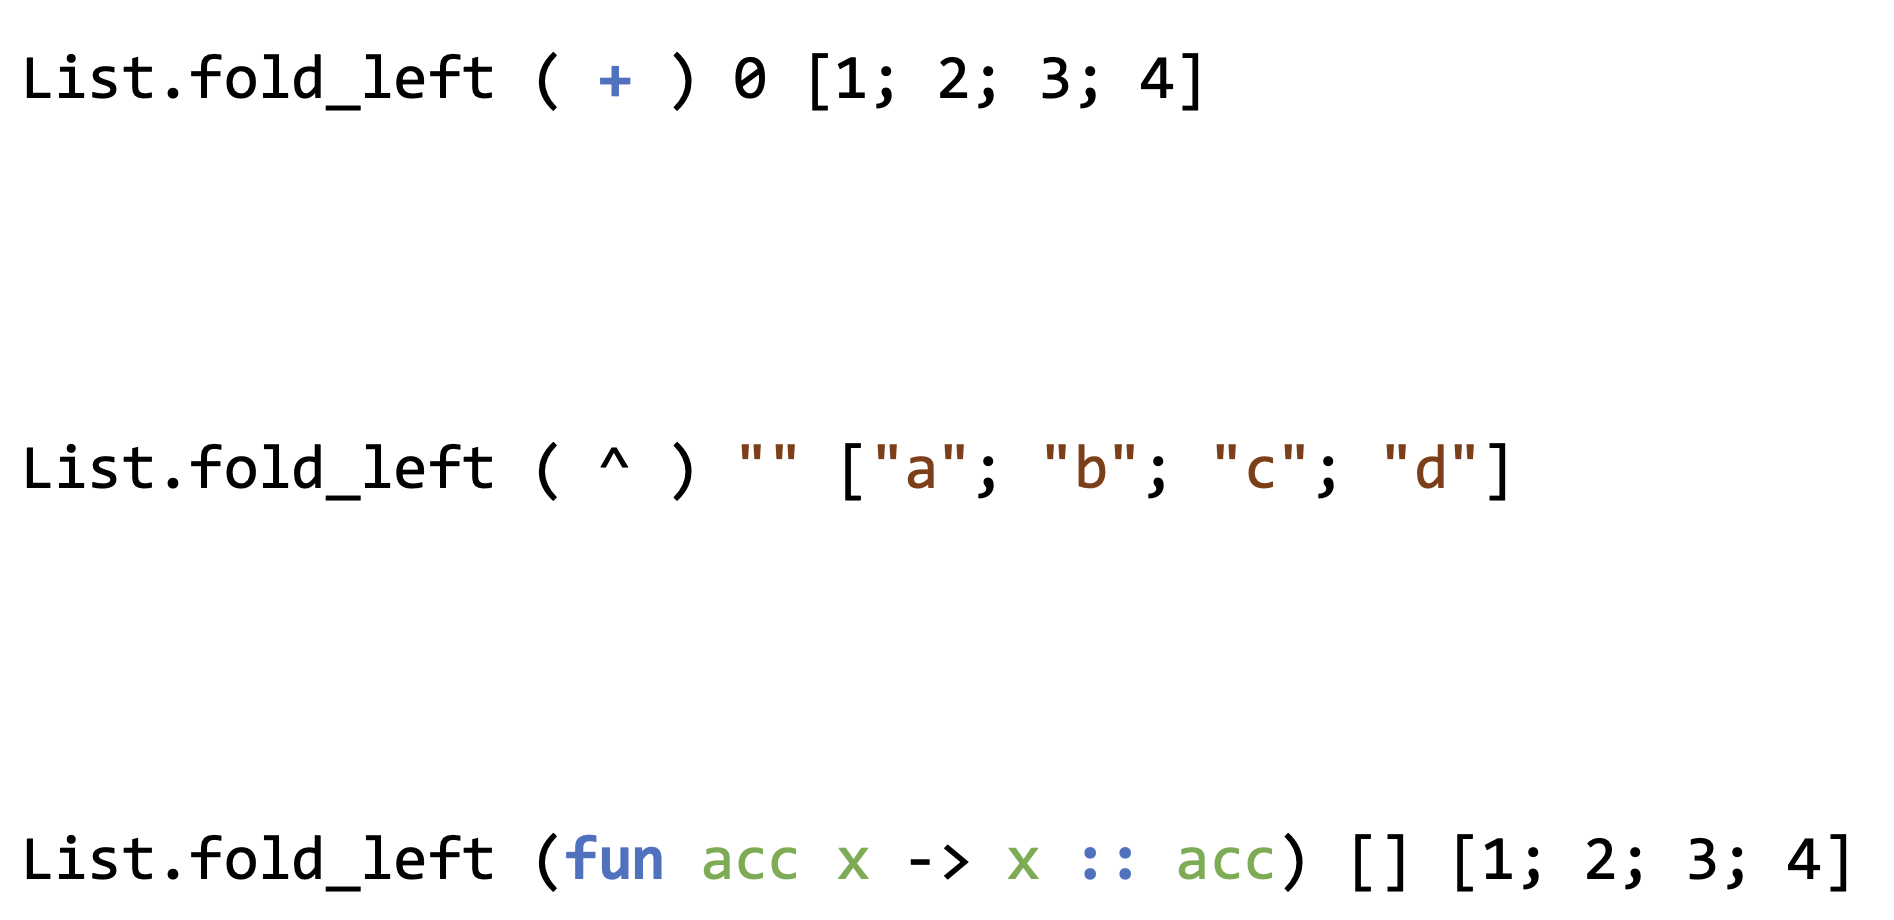 List.fold_left ( + ) 0 [1; 2; 3; 4]
List.fold_left ( ^ ) "" ["a"; "b"; "c"; "d"]
List.fold_left (fun acc x -> x :: acc) [] [1; 2; 3; 4]